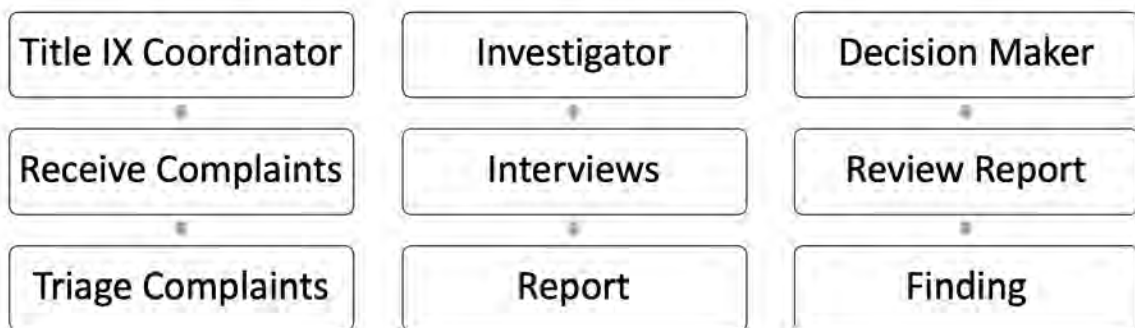 Title IX Coordinator
Receive Complaints
Triage Complaints
Investigator
Interviews
Report
Decision Maker
Review Report
Finding